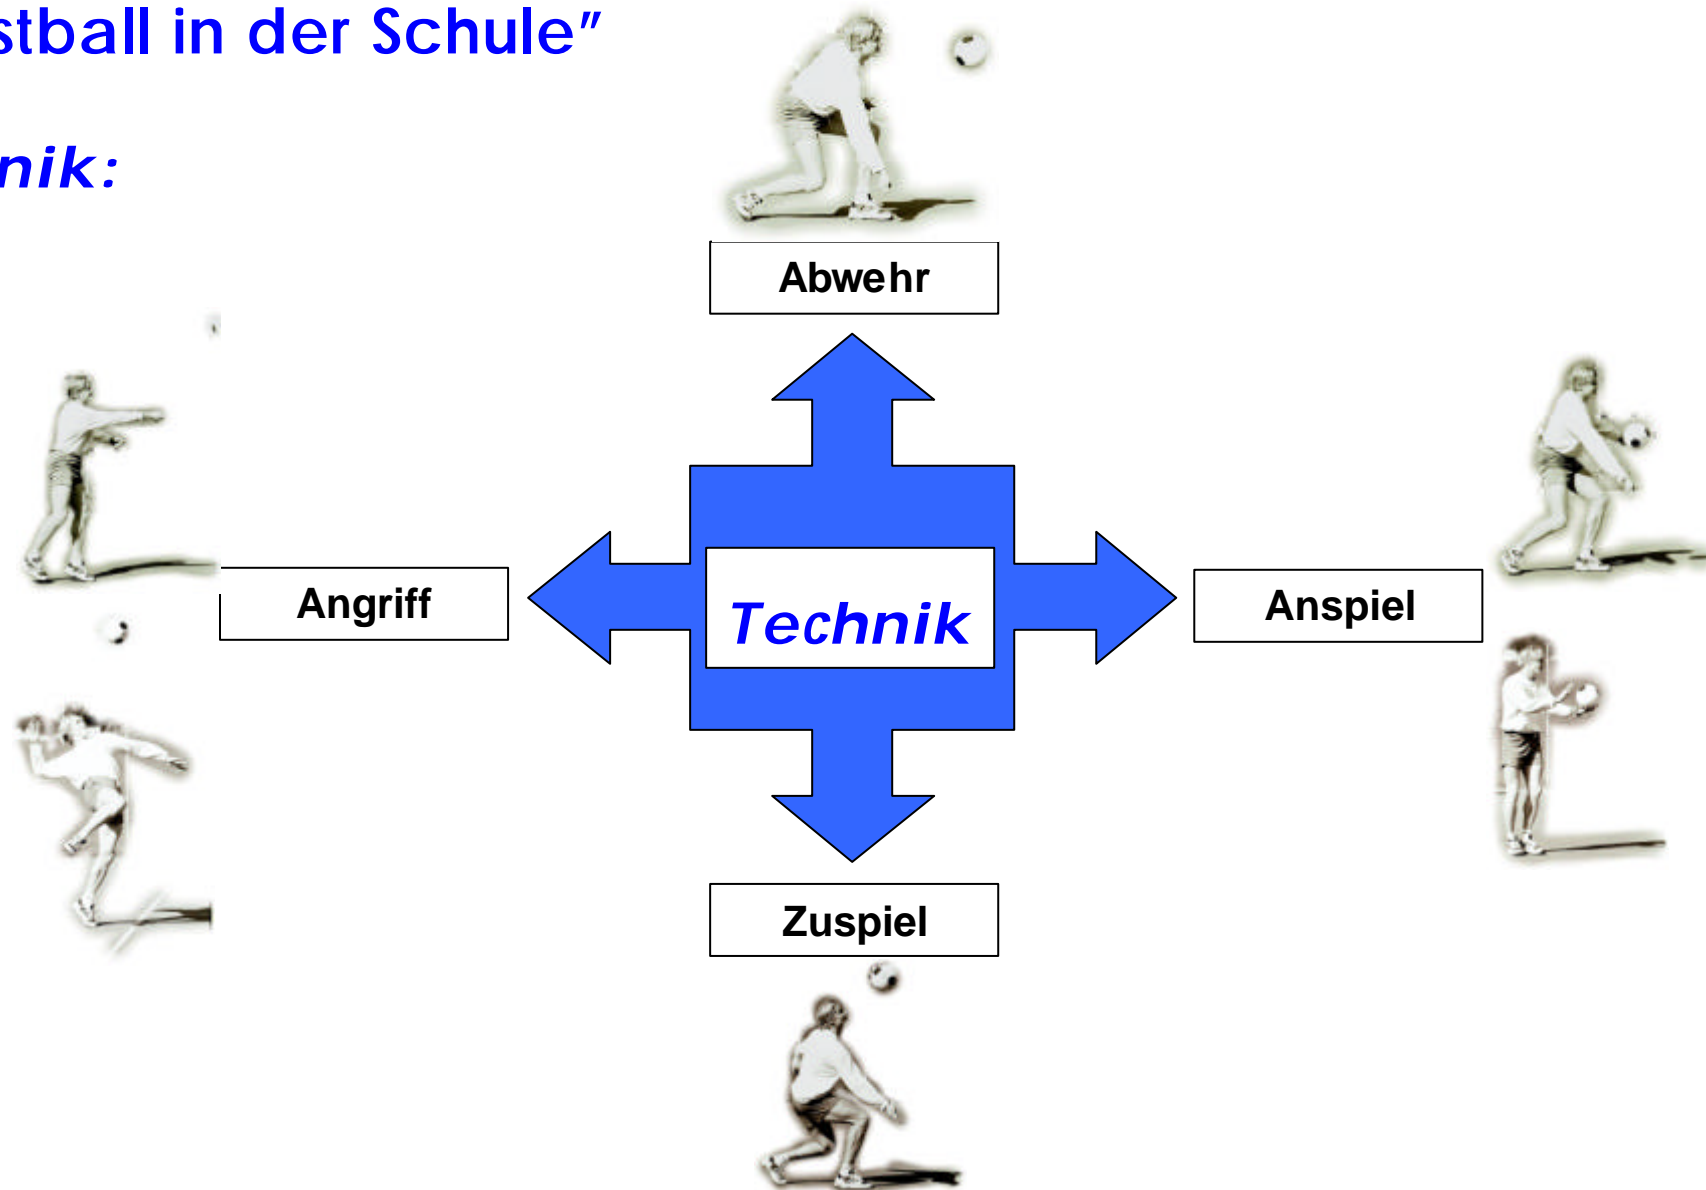 stball in der Schule”
nik:
Abwehr
Angriff
Technik
Anspiel
Zuspiel